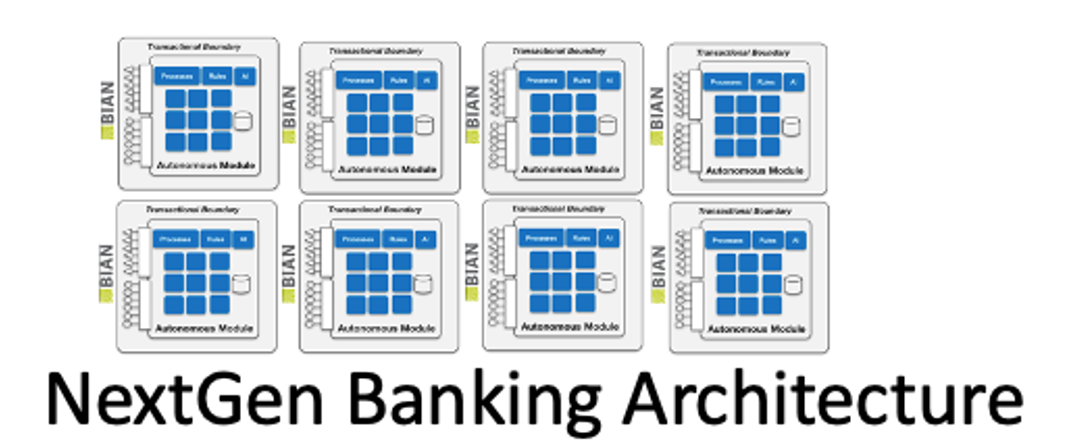 Transactional Boundary Transactional Boundary Transactional Boundary Transactional Boundary
Processes Rules AI Processes Rules AI Processes Rules AI Processes Rules AI
BIAN BIAN BIAN BIAN
Autonomous Module Autonomous Module Autonomous Module Autonomous Module
Transactional Boundary Transactional Boundary Transactional Boundary Transactional Boundary
Processes Rules AI Processes Rules AI Processes Rules AI Processes Rules AI
BIAN BIAN BIAN BIAN
Autonomous Module Autonomous Module Autonomous Module Autonomous Module
NextGen Banking Architecture